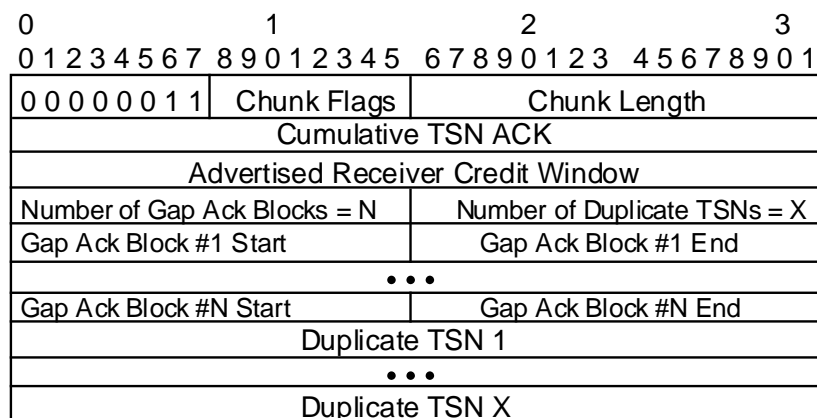 0 1 2 3
0 1 2 3 4 5 6 7 8 9 0 1 2 3 4 5 6 7 8 9 0 1 2 3 4 5 6 7 8 9 0 1
0 0 0 0 0 0 1 1 Chunk Flags Chunk Length
Cumulative TSN ACK
Advertised Receiver Credit Window
Number of Gap Ack Blocks = N Number of Duplicate TSNs = X
Gap Ack Block #1 Start Gap Ack Block #1 End
• • •
Gap Ack Block #N Start Gap Ack Block #N End
Duplicate TSN 1
• • •
Duplicate TSN X